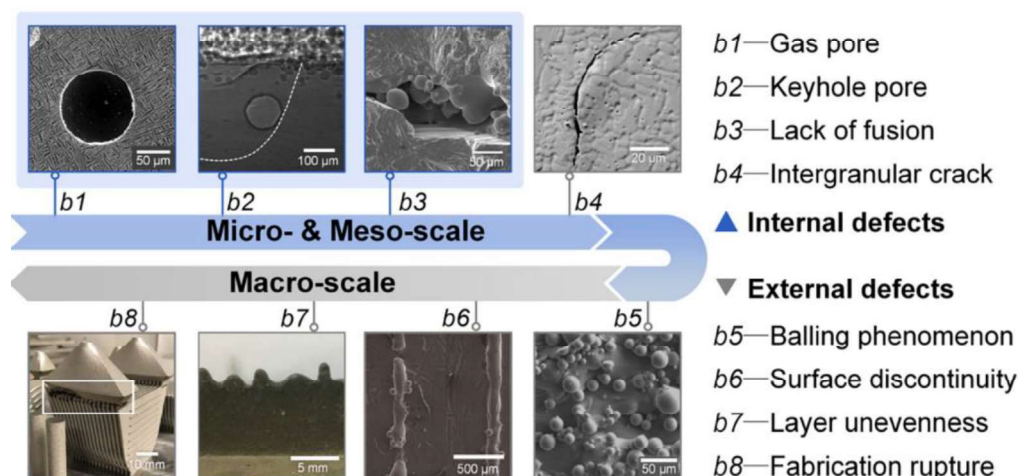 50 μm
100 μm
50 μm
20 μm
b1
b2
b3
b4
Micro- & Meso-scale
Macro-scale
b8
b7
b6
b5
10 mm
5 mm
500 μm
50 μm
b1—Gas pore
b2—Keyhole pore
b3—Lack of fusion
b4—Intergranular crack
Internal defects
External defects
b5—Balling phenomenon
b6—Surface discontinuity
b7—Layer unevenness
b8—Fabrication rupture